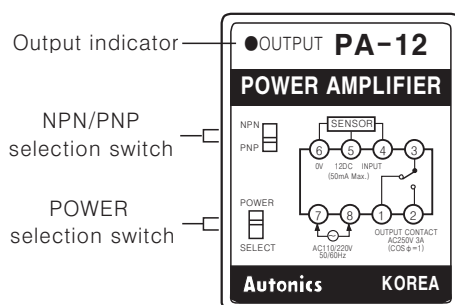 Output indicator
OUTPUT PA-12
POWER AMPLIFIER
NPN/PNP
selection switch
NPN
PNP
SENSOR
6 5 4 3
0V 12DC INPUT
(50mA Max.)
POWER
selection switch
POWER
SELECT
7 8 1 2
AC110/220V
50/60Hz
OUTPUT CONTACT
AC250V 3A
(COSφ=1)
Autonics KOREA